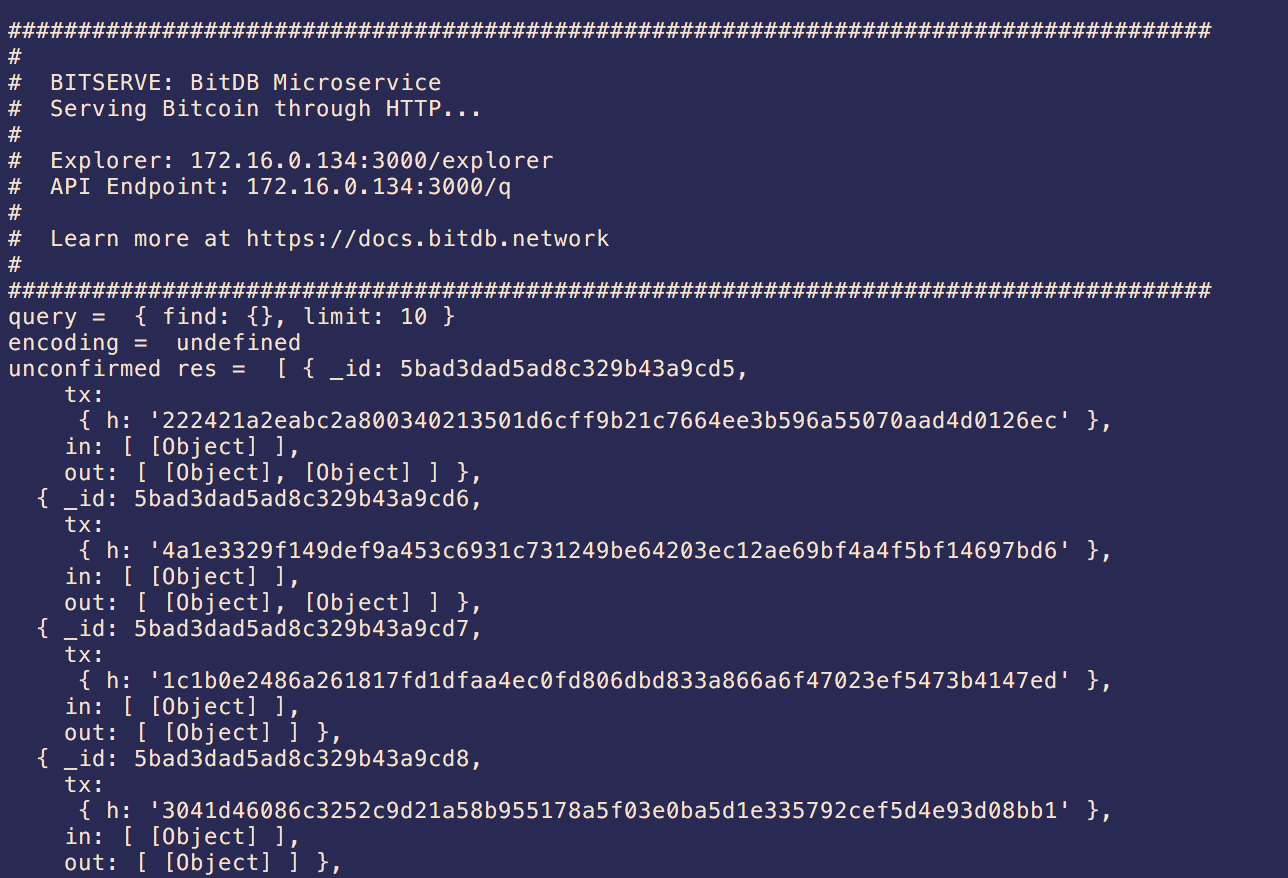 ######################################################################################
#
#  BITSERVE: BitDB Microservice
#  Serving Bitcoin through HTTP...
#
#  Explorer: 172.16.0.134:3000/explorer
#  API Endpoint: 172.16.0.134:3000/q
#
#  Learn more at https://docs.bitdb.network
#
######################################################################################
query =  { find: {}, limit: 10 }
encoding =  undefined
unconfirmed res =  [ { _id: 5bad3dad5ad8c329b43a9cd5,
    tx:
     { h: '222421a2eabc2a800340213501d6cff9b21c7664ee3b596a55070aad4d0126ec' },
    in: [ [Object] ],
    out: [ [Object], [Object] ] },
  { _id: 5bad3dad5ad8c329b43a9cd6,
    tx:
     { h: '4a1e3329f149def9a453c6931c731249be64203ec12ae69bf4a4f5bf14697bd6' },
    in: [ [Object] ],
    out: [ [Object], [Object] ] },
  { _id: 5bad3dad5ad8c329b43a9cd7,
    tx:
     { h: '1c1b0e2486a261817fd1dfaa4ec0fd806dbd833a866a6f47023ef5473b4147ed' },
    in: [ [Object] ],
    out: [ [Object] ] },
  { _id: 5bad3dad5ad8c329b43a9cd8,
    tx:
     { h: '3041d46086c3252c9d21a58b955178a5f03e0ba5d1e335792cef5d4e93d08bb1' },
    in: [ [Object] ],
    out: [ [Object] ] },